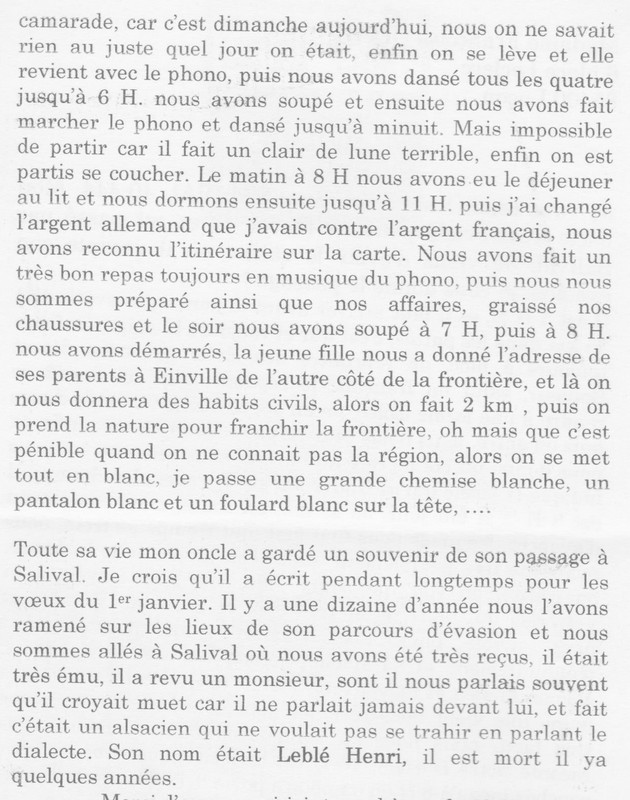 camarade, car c'est dimanche aujourd'hui, nous on ne savait
rien au juste quel jour on était, enfin on se lève et elle
revient avec le phono, puis nous avons dansé tous les quatre
jusqu'à 6 H. nous avons soupé et ensuite nous avons fait
marcher le phono et dansé jusqu'à minuit. Mais impossible
de partir car il fait un clair de lune terrible, enfin on est
partis se coucher. Le matin à 8 H nous avons eu le déjeuner
au lit et nous dormons ensuite jusqu'à 11 H. puis j'ai changé
l'argent allemand que j'avais contre l'argent français, nous
avons reconnu l'itinéraire sur la carte. Nous avons fait un
très bon repas toujours en musique du phono, puis nous nous
sommes préparé ainsi que nos affaires, graissé nos
chaussures et le soir nous avons soupé à 7 H, puis à 8 H.
nous avons démarrés, la jeune fille nous a donné l'adresse de
ses parents à Einville de l'autre côté de la frontière, et là on
nous donnera des habits civils, alors on fait 2 km , puis on
prend la nature pour franchir la frontière, oh mais que c'est
pénible quand on ne connait pas la région, alors on se met
tout en blanc, je passe une grande chemise blanche, un
pantalon blanc et un foulard blanc sur la tête, ….
Toute sa vie mon oncle a gardé un souvenir de son passage à
Salival. Je crois qu'il a écrit pendant longtemps pour les
vœux du 1er janvier. Il y a une dizaine d'année nous l'avons
ramené sur les lieux de son parcours d'évasion et nous
sommes allés à Salival où nous avons été très reçus, il était
très ému, il a revu un monsieur, sont il nous parlais souvent
qu'il croyait muet car il ne parlait jamais devant lui, et fait
c'était un alsacien qui ne voulait pas se trahir en parlant le
dialecte. Son nom était Leblé Henri, il est mort il ya
quelques années.